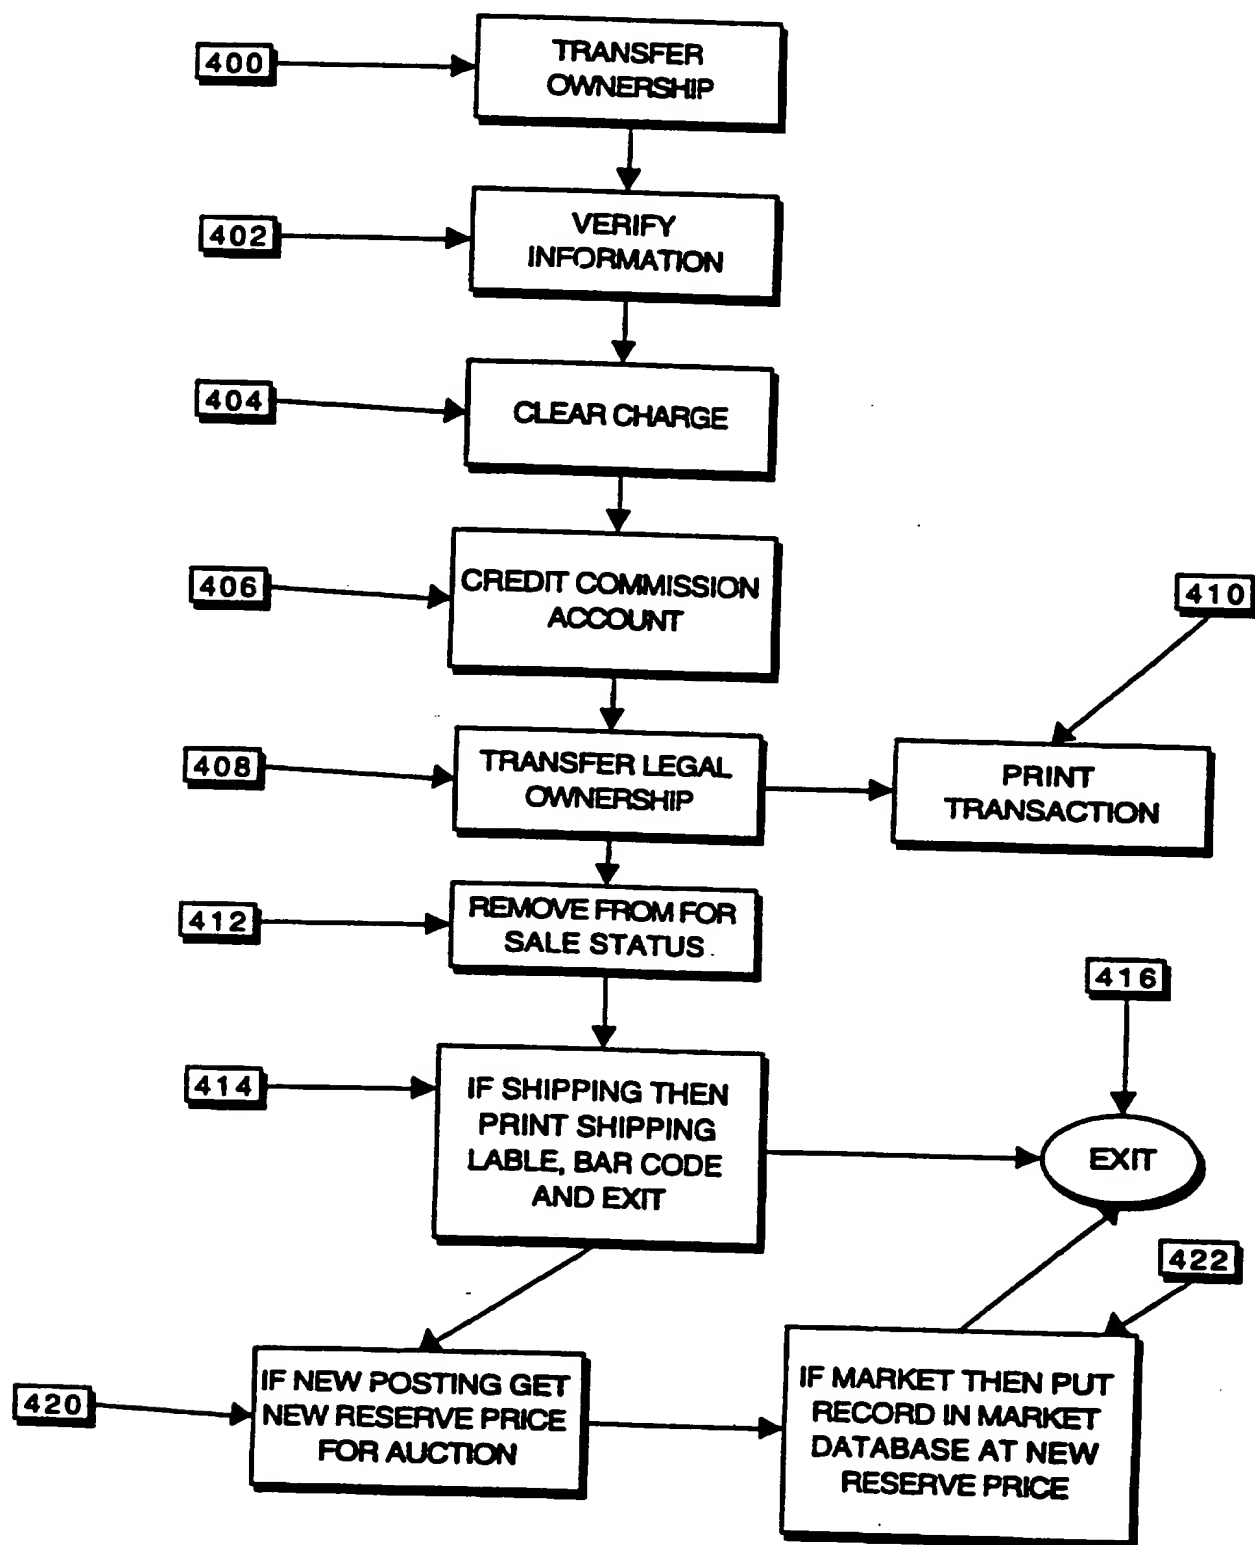 400
TRANSFER
OWNERSHIP
402
VERIFY
INFORMATION
404
CLEAR CHARGE
406
CREDIT COMMISSION
ACCOUNT
410
408
TRANSFER LEGAL
OWNERSHIP
PRINT
TRANSACTION
412
REMOVE FROM FOR
SALE STATUS
416
414
IF SHIPPING THEN
PRINT SHIPPING
LABLE, BAR CODE
AND EXIT
EXIT
422
420
IF NEW POSTING GET
NEW RESERVE PRICE
FOR AUCTION
IF MARKET THEN PUT
RECORD IN MARKET
DATABASE AT NEW
RESERVE PRICE